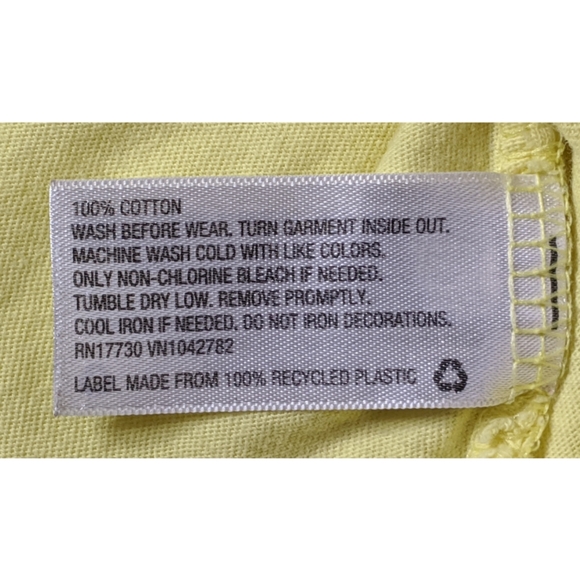 100% COTTON
WASH BEFORE WEAR. TURN GARMENT INSIDE OUT.
MACHINE WASH COLD WITH LIKE COLORS.
ONLY NON-CHLORINE BLEACH IF NEEDED.
TUMBLE DRY LOW. REMOVE PROMPTLY.
COOL IRON IF NEEDED. DO NOT IRON DECORATIONS.
RN17730 VN1042782
LABEL MADE FROM 100% RECYCLED PLASTIC